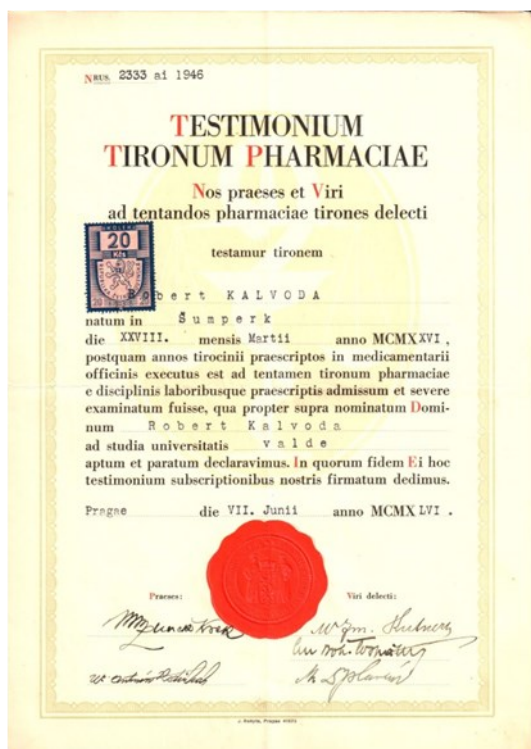 NRUS. 2333 ai 1946
TESTIMONIUM
TIRONUM PHARMACIAE
Nos praeses et Viri
ad tentandos pharmaciae tirones delecti
testamur tironem
KOLEK
20
Kčs
Robert KALVODA
natum in Šumperk
die XXVIII. mensis Martii anno MCMXXVI,
postquam annos tirocinii praescriptos in medicamentarii
officinis executus est ad tentamen tironum pharmaciae
e disciplinis laboribusque praescriptis admissum et severe
examinatum fuisse, qua propter supra nominatum Domi-
num Robert Kalvoda
ad studia universitatis valde
aptum et paratum declaravimus. In quorum fidem Ei hoc
testimonium subscriptionibus nostris firmatum dedimus.
Pragae die VII. Junii anno MCMXLVI.
Praeses:
Viri delecti: